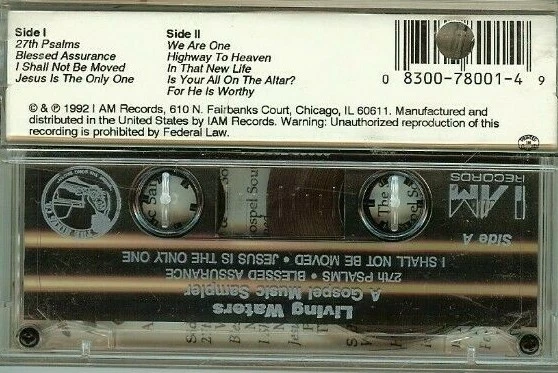 Side I
27th Psalms
Blessed Assurance
I Shall Not Be Moved
Jesus Is The Only One
Side II
We Are One
Highway To Heaven
In That New Life
Is Your All On The Altar?
For He Is Worthy
0 8300-78001-4 9
© & ℗ 1992 I AM Records, 610 N. Fairbanks Court, Chicago, IL 60611. Manufactured and
distributed in the United States by I AM Records. Warning: Unauthorized reproduction of this
recording is prohibited by Federal Law.
Living Waters
A Gospel Music Sampler
27th PSALMS • BLESSED ASSURANCE
I SHALL NOT BE MOVED • JESUS IS THE ONLY ONE
Side A
I AM
RECORDS